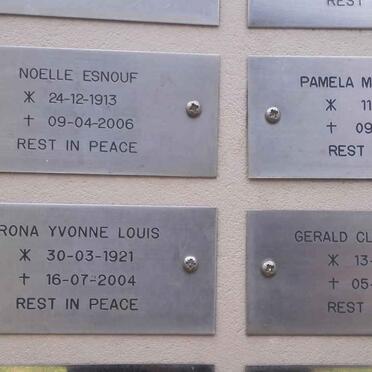 REST
NOELLE ESNOUF
ꓘ 24-12-1913
† 09-04-2006
REST IN PEACE
PAMELA M
11
† 09
REST
RONA YVONNE LOUIS
30-03-1921
† 16-07-2004
REST IN PEACE
GERALD CL
13-
† 05-
REST